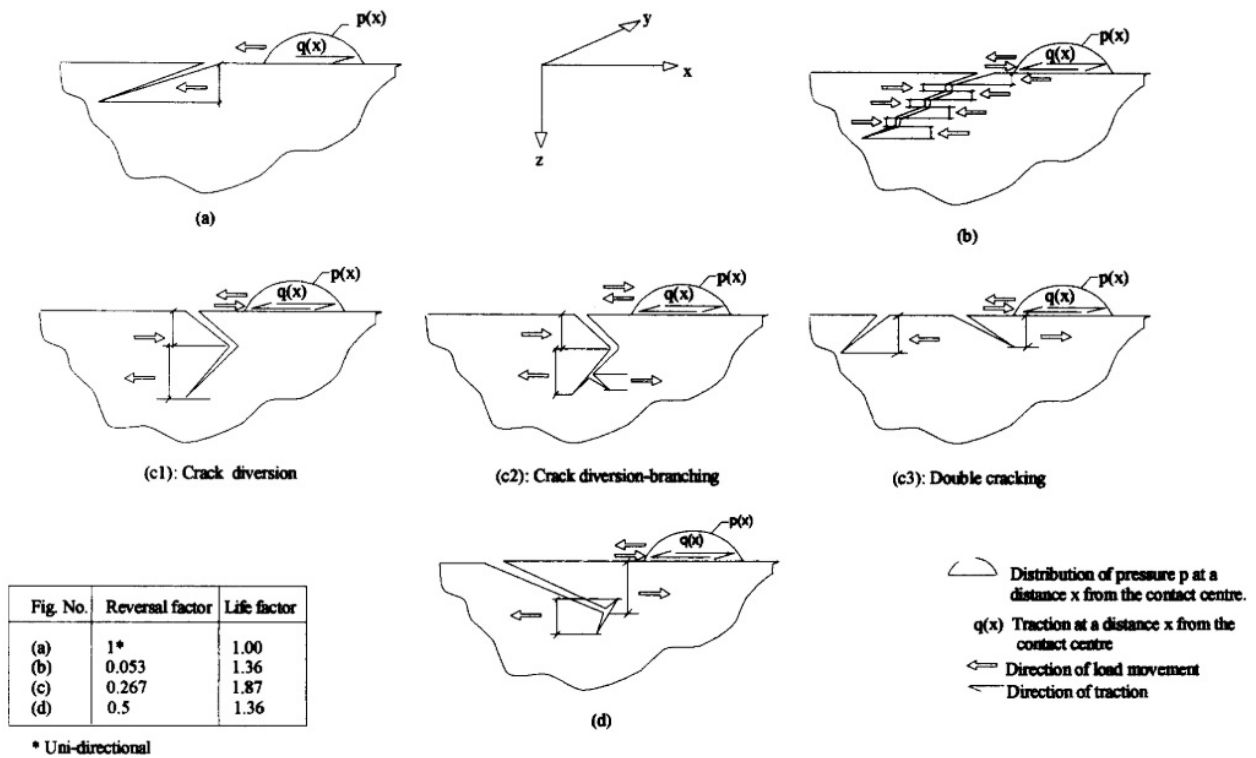 p(x)
q(x)
(a)
y
x
z
p(x)
q(x)
(b)
p(x)
q(x)
(c1): Crack diversion
p(x)
q(x)
(c2): Crack diversion-branching
p(x)
q(x)
(c3): Double cracking
p(x)
q(x)
(d)
Fig. No. Reversal factor Life factor
(a) 1* 1.00
(b) 0.053 1.36
(c) 0.267 1.87
(d) 0.5 1.36
* Uni-directional
Distribution of pressure p at a
distance x from the contact centre.
q(x) Traction at a distance x from the
contact centre
Direction of load movement
Direction of traction